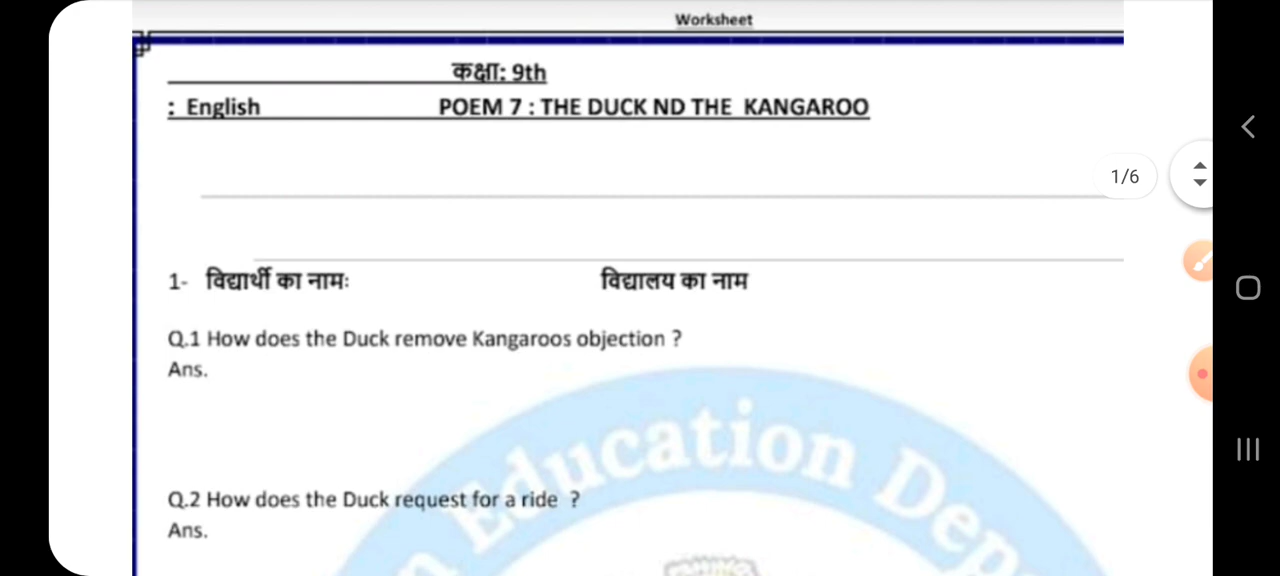 Worksheet
कक्षा: 9th
: English POEM 7 : THE DUCK ND THE KANGAROO
1/6
1- विद्यार्थी का नामः विद्यालय का नाम
Q.1 How does the Duck remove Kangaroos objection ?
Ans.
Q.2 How does the Duck request for a ride ?
Ans.
Education Dep